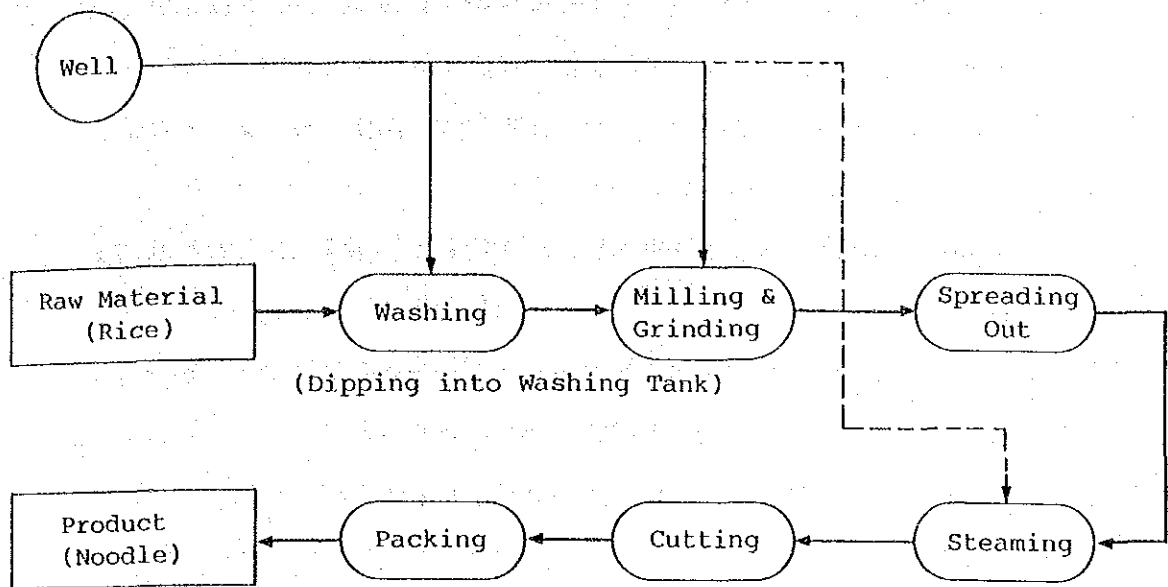 Well
Raw Material
(Rice)
Washing
Milling &
Grinding
Spreading
Out
(Dipping into Washing Tank)
Product
(Noodle)
Packing
Cutting
Steaming